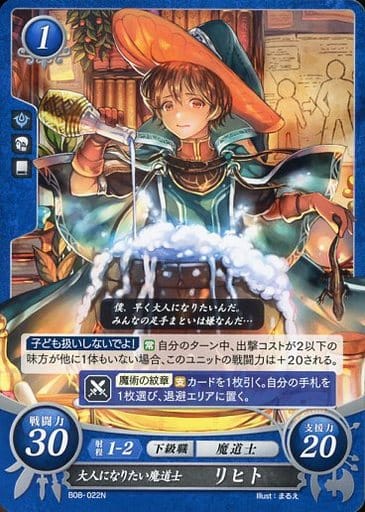 1
僕、早く大人になりたいんだ。
みんなの足手まといは嫌なんだ…
子ども扱いしないでよ! 常 自分のターン中、出撃コストが2以下の
味方が他に1体もいない場合、このユニットの戦闘力は+20される。
魔術の紋章 支 カードを1枚引く。自分の手札を
1枚選び、退避エリアに置く。
戦闘力
30
射程 1-2 下級職 魔道士
支援力
20
大人になりたい魔道士 リヒト
B08-022N
Illust:まるえ